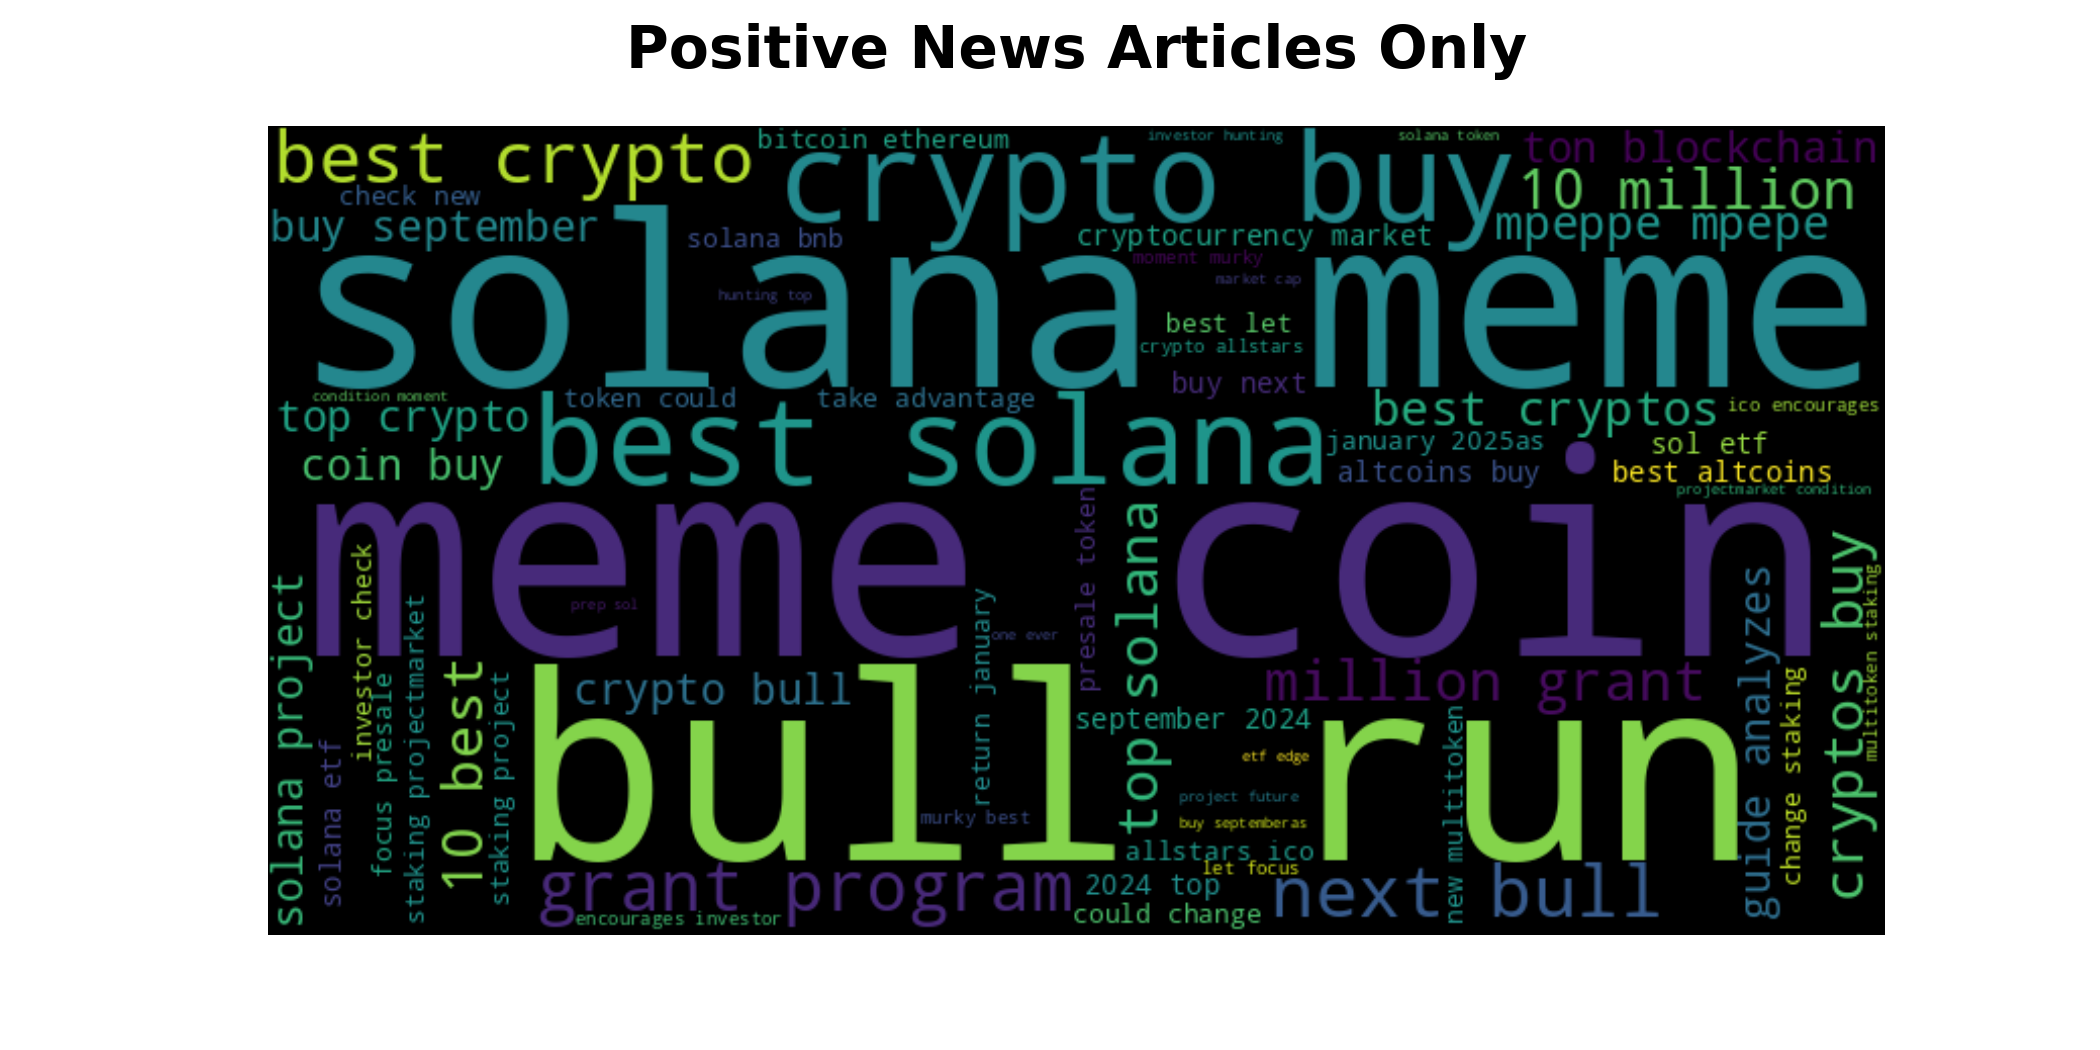 Positive News Articles Only
best crypto
bitcoin ethereum
investor hunting
solana token
ton blockchain
crypto buy
10 million
check new
buy september
solana bnb
cryptocurrency market
mpeppe mpepe
moment murky
market cap
hunting top
solana meme
best let
crypto allstars
buy next
condition moment
token could
take advantage
top crypto
best cryptos
ico encourages
best solana
january 2025as
sol etf
coin buy
altcoins buy
best altcoins
projectmarket condition
meme coin
presale token
top solana
solana project
investor check
staking projectmarket
prep sol
return january
one ever
guide analyzes
cryptos buy
multitoken staking
solana etf
focus presale
10 best
staking project
crypto bull
million grant
september 2024
bull run
etf edge
new multitoken
change staking
project future
murky best
buy septemberas
allstars ico
let focus
grant program
2024 top
next bull
encourages investor
could change